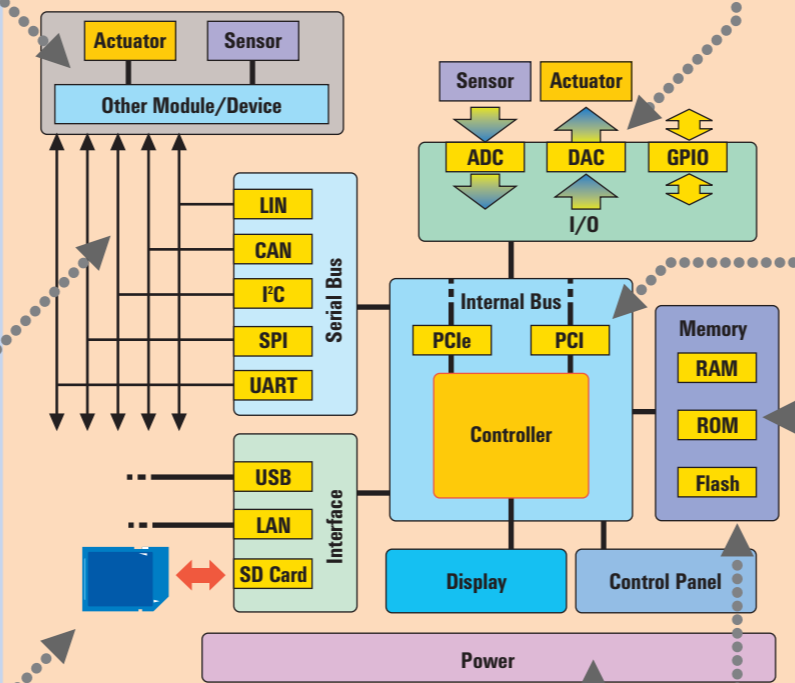 Actuator
Sensor
Other Module/Device
Sensor
Actuator
ADC
DAC
GPIO
I/O
LIN
CAN
I²C
SPI
UART
Serial Bus
Internal Bus
PCIe
PCI
Controller
Memory
RAM
ROM
Flash
USB
LAN
SD Card
Interface
Display
Control Panel
Power